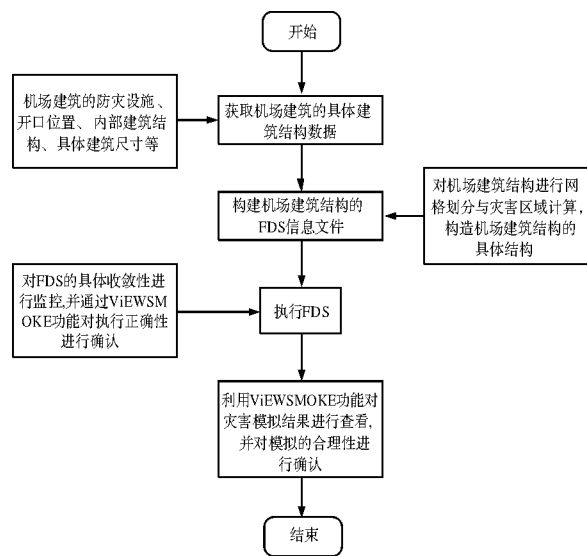 开始
机场建筑的防灾设施、
开口位置、内部建筑结
构、具体建筑尺寸等
获取机场建筑的具体建
筑结构数据
构建机场建筑结构的
FDS信息文件
对机场建筑结构进行网
格划分与灾害区域计算，
构造机场建筑结构的
具体结构
对FDS的具体收敛性进
行监控,并通过ViEWSM
OKE功能对执行正确性
进行确认
执行FDS
利用ViEWSMOKE功能对
灾害模拟结果进行查看，
并对模拟的合理性进
行确认
结束